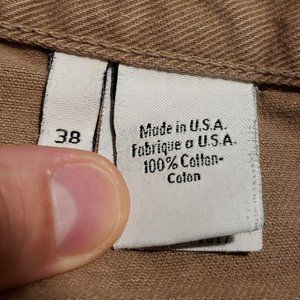 38
Made in U.S.A.
Fabrique a U.S.A.
100% Cotton-
Coton